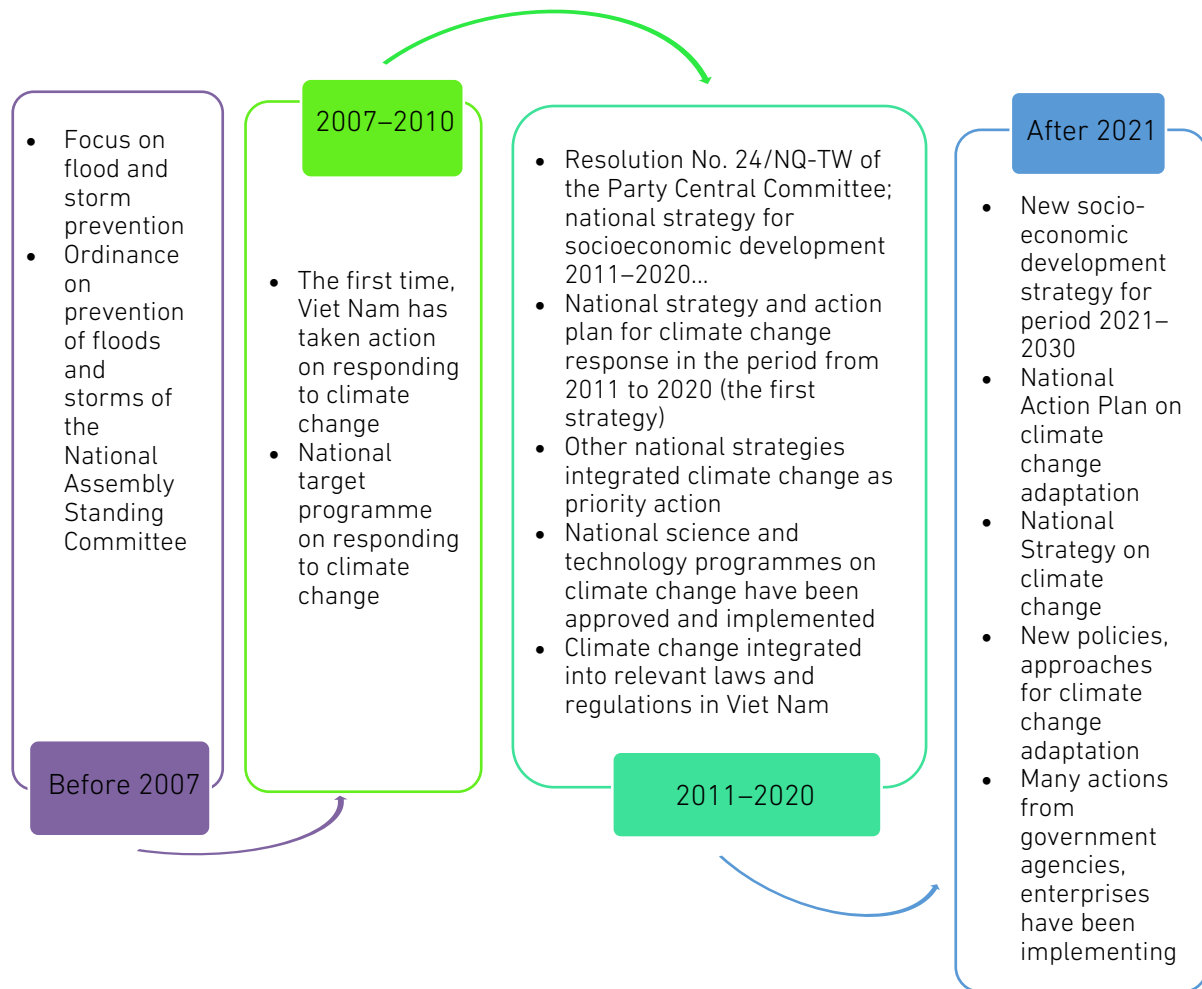 Before 2007
• Focus on
flood and
storm
prevention
• Ordinance
on
prevention
of floods
and
storms of
the
National
Assembly
Standing
Committee
2007–2010
• The first time,
Viet Nam has
taken action
on responding
to climate
change
• National
target
programme
on responding
to climate
change
2011–2020
• Resolution No. 24/NQ-TW of
the Party Central Committee;
national strategy for
socioeconomic development
2011–2020...
• National strategy and action
plan for climate change
response in the period from
2011 to 2020 (the first
strategy)
• Other national strategies
integrated climate change as
priority action
• National science and
technology programmes on
climate change have been
approved and implemented
• Climate change integrated
into relevant laws and
regulations in Viet Nam
After 2021
• New socio-
economic
development
strategy for
period 2021–
2030
• National
Action Plan on
climate
change
adaptation
• National
Strategy on
climate
change
• New policies,
approaches
for climate
change
adaptation
• Many actions
from
government
agencies,
enterprises
have been
implementing